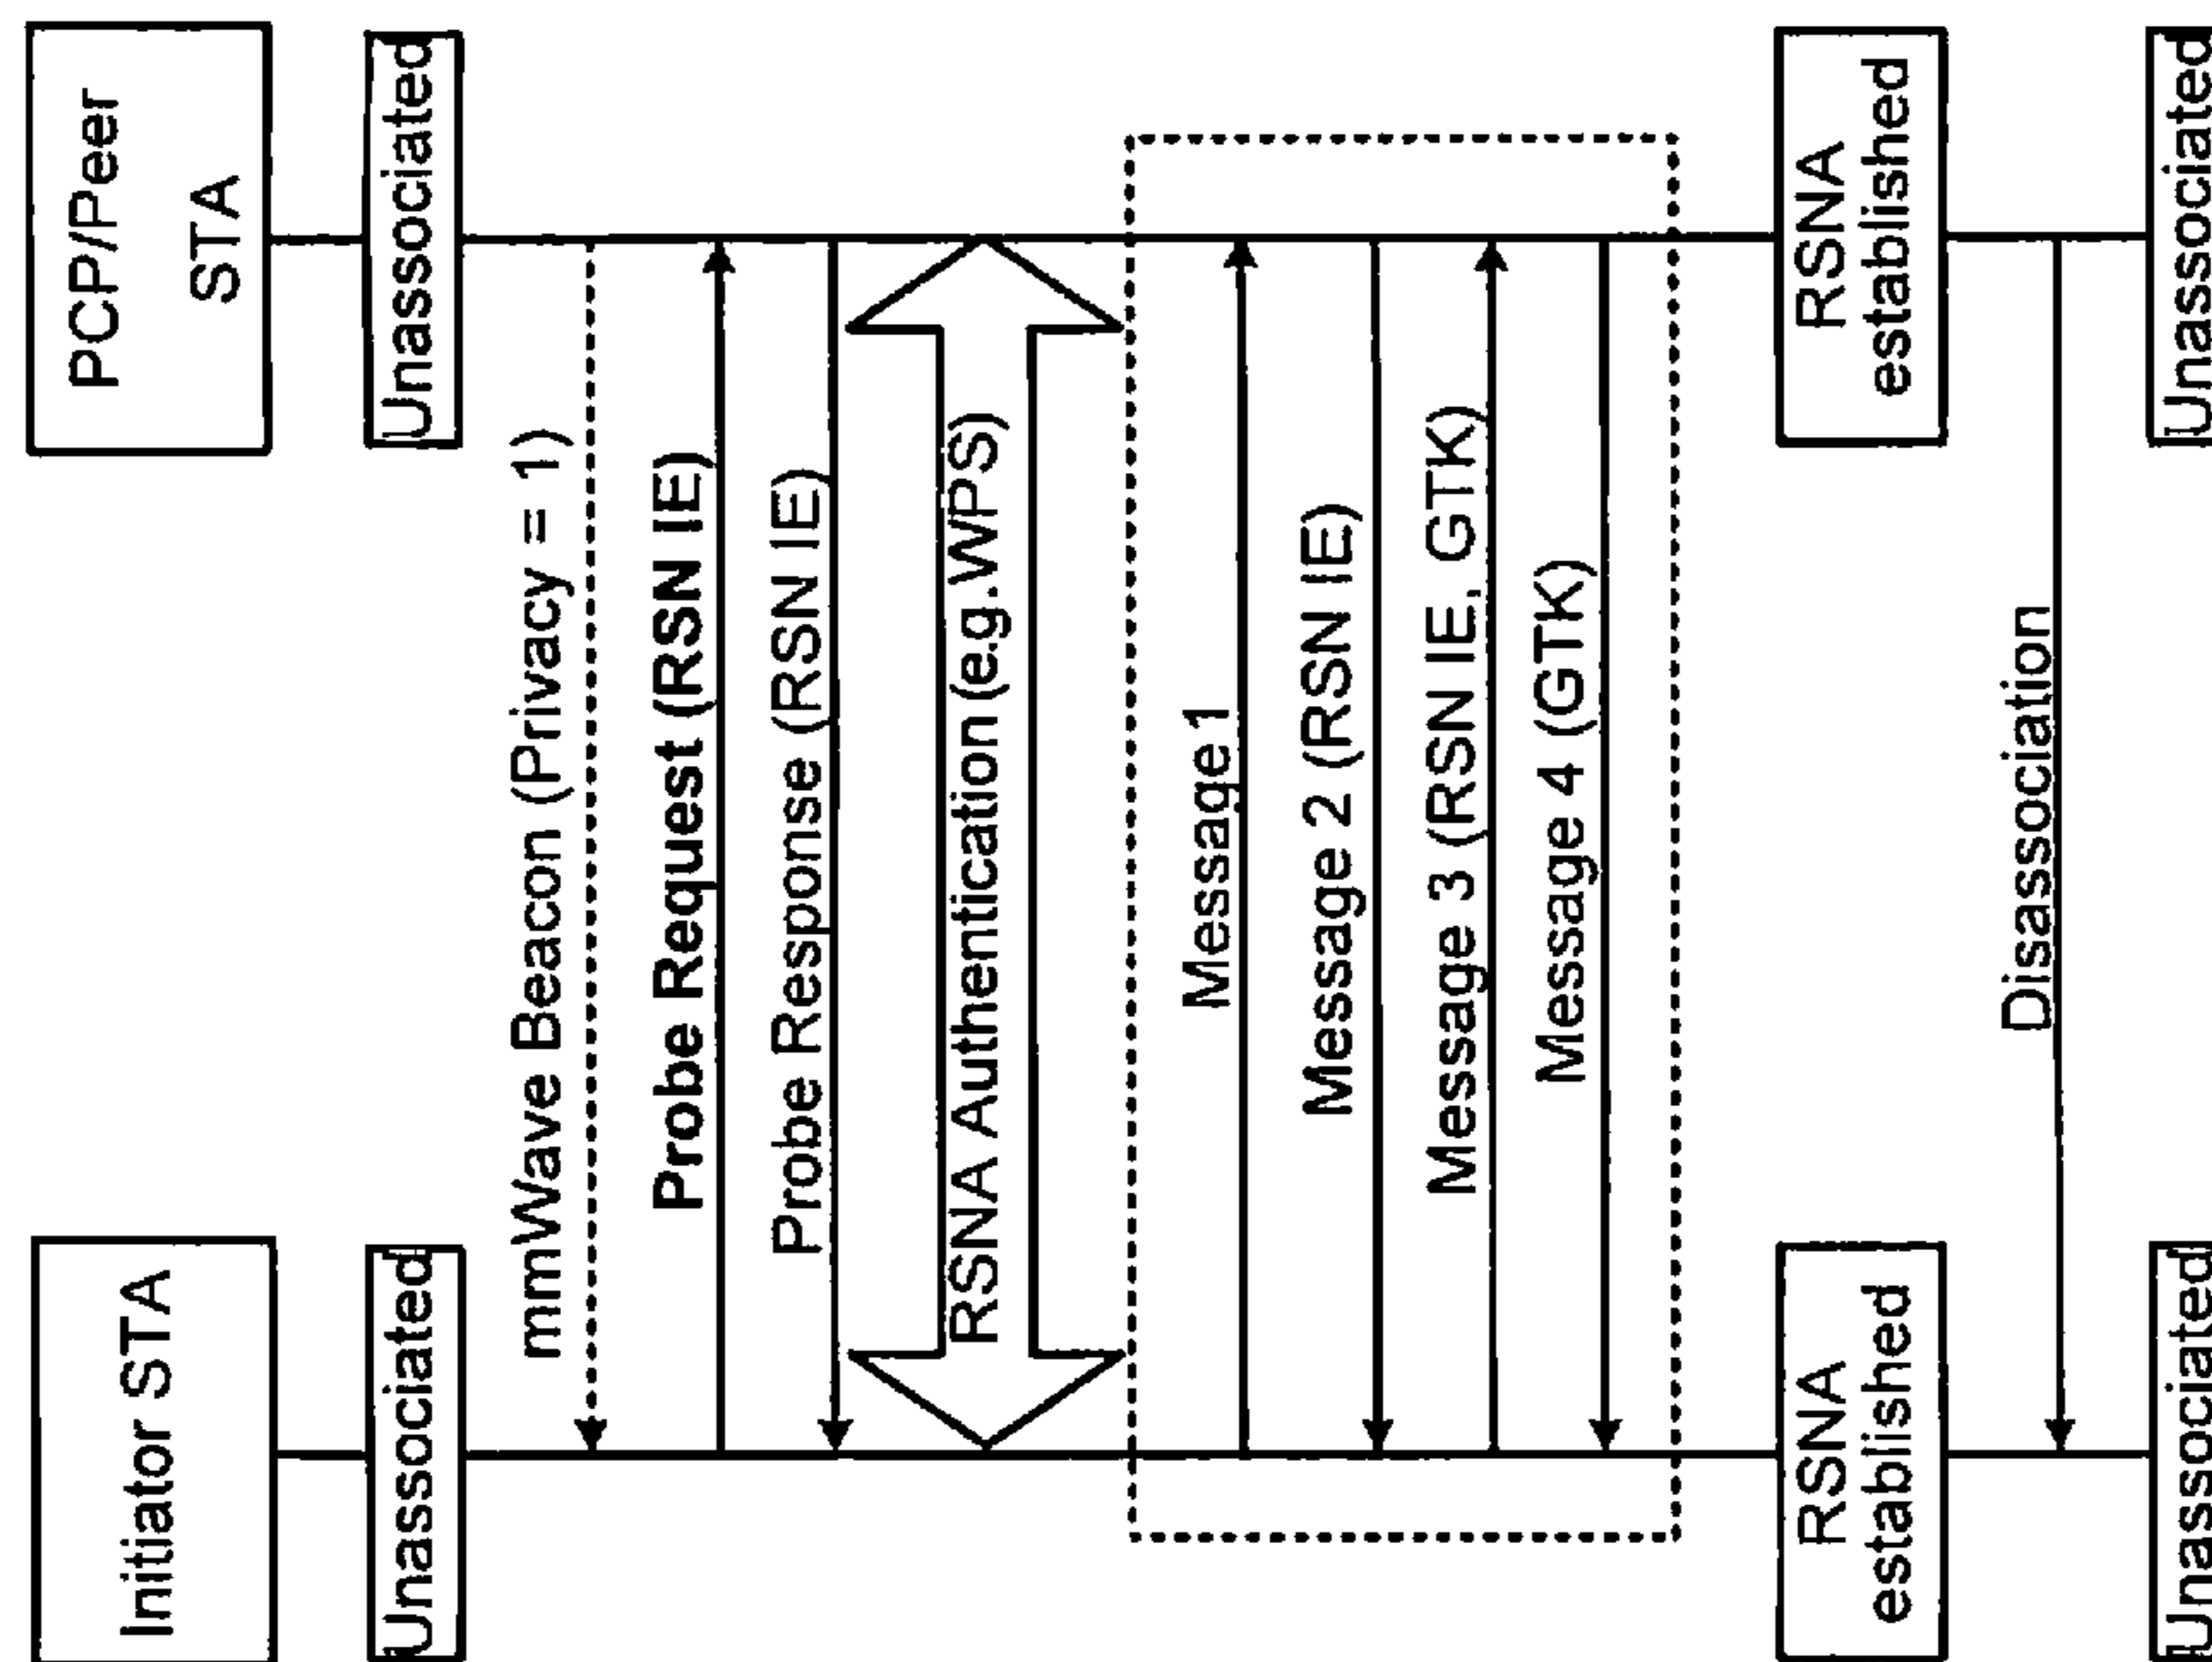 Initiator STA
PCP/Peer
STA
Unassociated
Unassociated
mmWave Beacon (Privacy = 1)
Probe Request (RSN IE)
Probe Response (RSN IE)
RSNA Authentication (e.g.WPS)
Message 1
Message 2 (RSN IE)
Message 3 (RSN IE, GTK)
Message 4 (GTK)
RSNA
established
RSNA
established
Disassociation
Unassociated
Unassociated